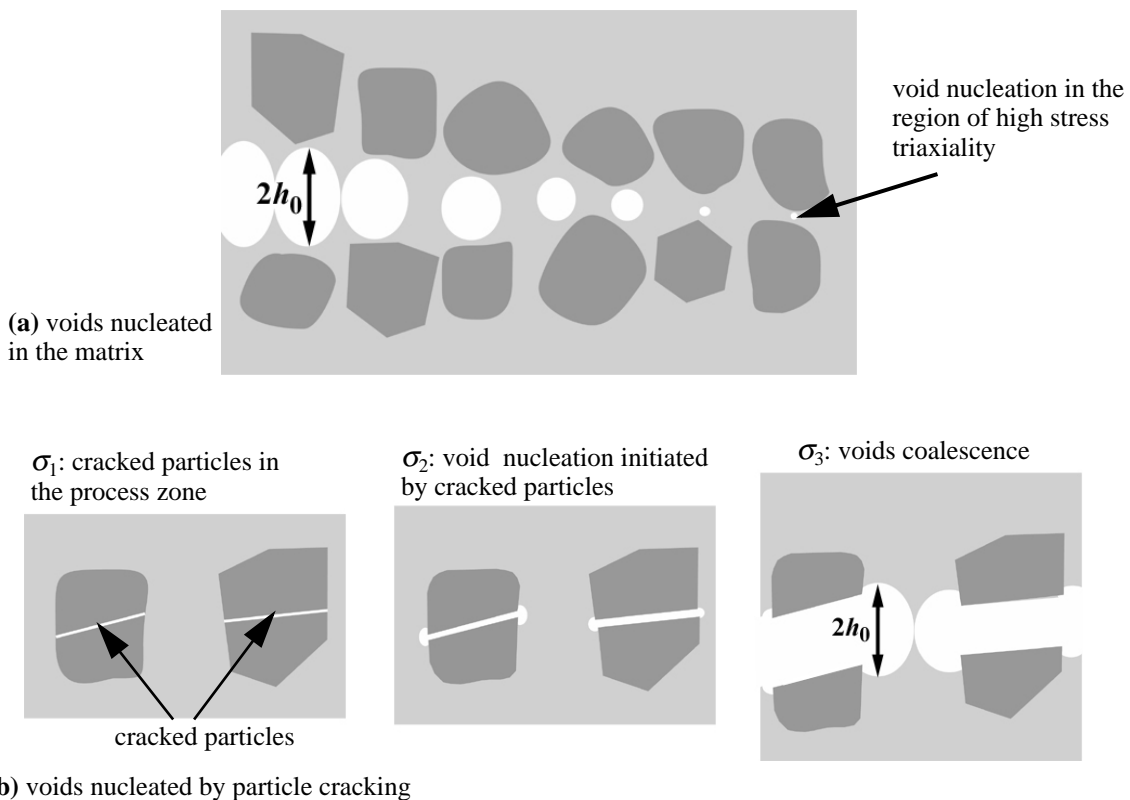 void nucleation in the
region of high stress
triaxiality
2h0
(a) voids nucleated
in the matrix
σ1: cracked particles in
the process zone
σ2: void nucleation initiated
by cracked particles
σ3: voids coalescence
2h0
cracked particles
b) voids nucleated by particle cracking